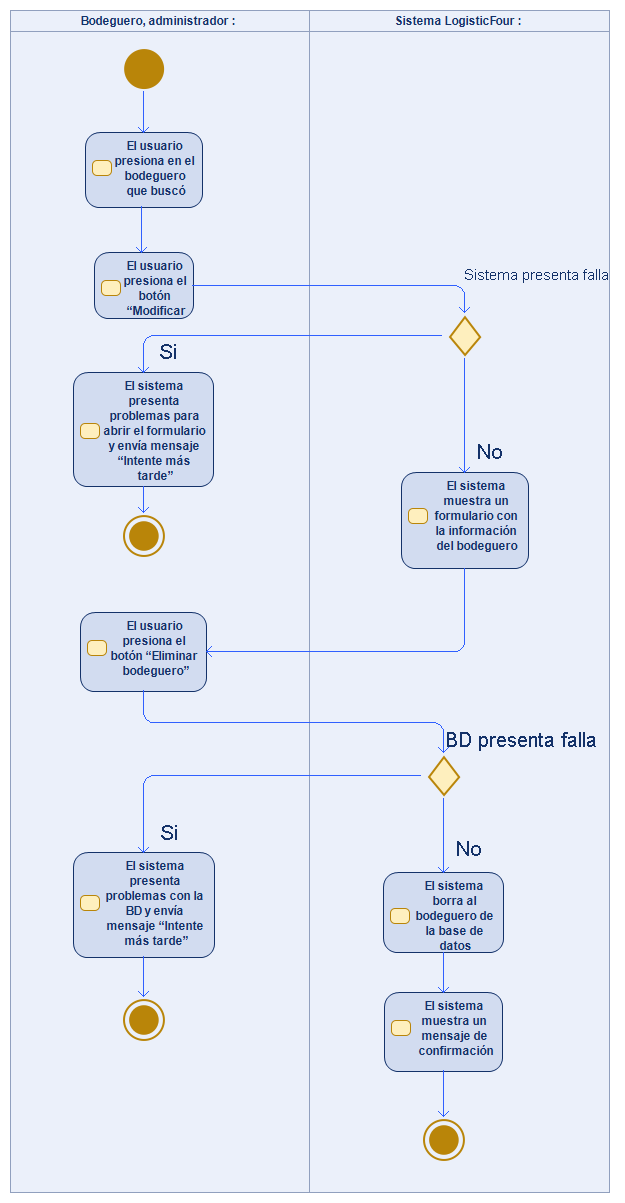 Bodeguero, administrador :
Sistema LogisticFour :
El usuario
presiona en el
bodeguero
que buscó
El usuario
presiona el
botón
“Modificar
Sistema presenta falla
Si
El sistema
presenta
problemas para
abrir el formulario
y envía mensaje
“Intente más
tarde”
No
El sistema
muestra un
formulario con
la información
del bodeguero
El usuario
presiona el
botón “Eliminar
bodeguero”
BD presenta falla
Si
El sistema
presenta
problemas con la
BD y envía
mensaje “Intente
más tarde”
No
El sistema
borra al
bodeguero de
la base de
datos
El sistema
muestra un
mensaje de
confirmación